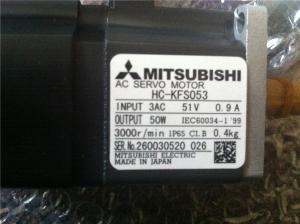 MITSUBISHI
AC SERVO MOTOR
HC-KFS053
INPUT 3AC 51V 0.9A
OUTPUT 50W IEC60034-1 '99
3000r/min IP65 CI.B 0.4kg
SER.No.260030520 026
MITSUBISHI ELECTRIC
MADE IN JAPAN